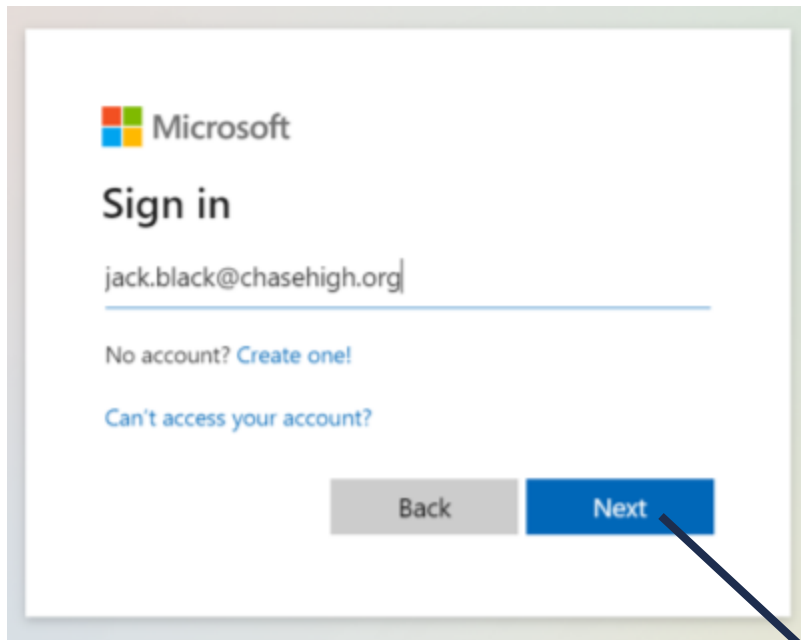 Microsoft
Sign in
jack.black@chasehigh.org
No account? Create one!
Can't access your account?
Back Next